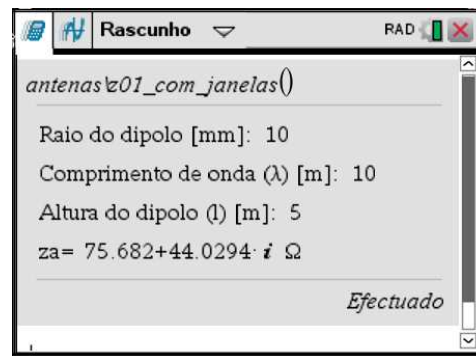 Rascunho RAD
antenas\z01_com_janelas()
Raio do dipolo [mm]: 10
Comprimento de onda (λ) [m]: 10
Altura do dipolo (l) [m]: 5
za= 75.682+44.0294·i Ω
Efectuado